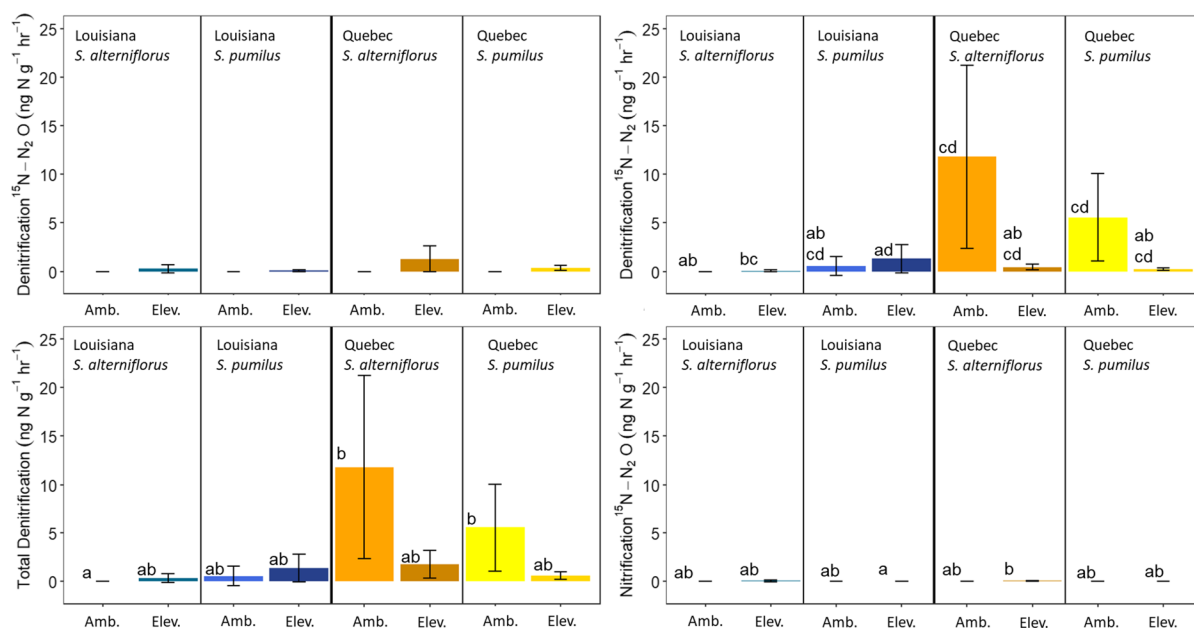 Denitrification ¹⁵N – N₂ O (ng N g⁻¹ hr⁻¹)
25
20
15
10
5
0
Louisiana
S. alterniflorus
Louisiana
S. pumilus
Quebec
S. alterniflorus
Quebec
S. pumilus
Amb. Elev. Amb. Elev. Amb. Elev. Amb. Elev.
Denitrification ¹⁵N – N₂ (ng g⁻¹ hr⁻¹)
25
20
15
10
5
0
Louisiana
S. alterniflorus
Louisiana
S. pumilus
Quebec
S. alterniflorus
Quebec
S. pumilus
ab
bc
ab
cd
ad
cd
ab
cd
cd
ab
cd
Amb. Elev. Amb. Elev. Amb. Elev. Amb. Elev.
Total Denitrification (ng N g⁻¹ hr⁻¹)
25
20
15
10
5
0
Louisiana
S. alterniflorus
Louisiana
S. pumilus
Quebec
S. alterniflorus
Quebec
S. pumilus
a
ab
ab
ab
b
ab
b
ab
Amb. Elev. Amb. Elev. Amb. Elev. Amb. Elev.
Nitrification ¹⁵N – N₂ O (ng N g⁻¹ hr⁻¹)
25
20
15
10
5
0
Louisiana
S. alterniflorus
Louisiana
S. pumilus
Quebec
S. alterniflorus
Quebec
S. pumilus
ab
ab
ab
a
ab
b
ab
ab
Amb. Elev. Amb. Elev. Amb. Elev. Amb. Elev.